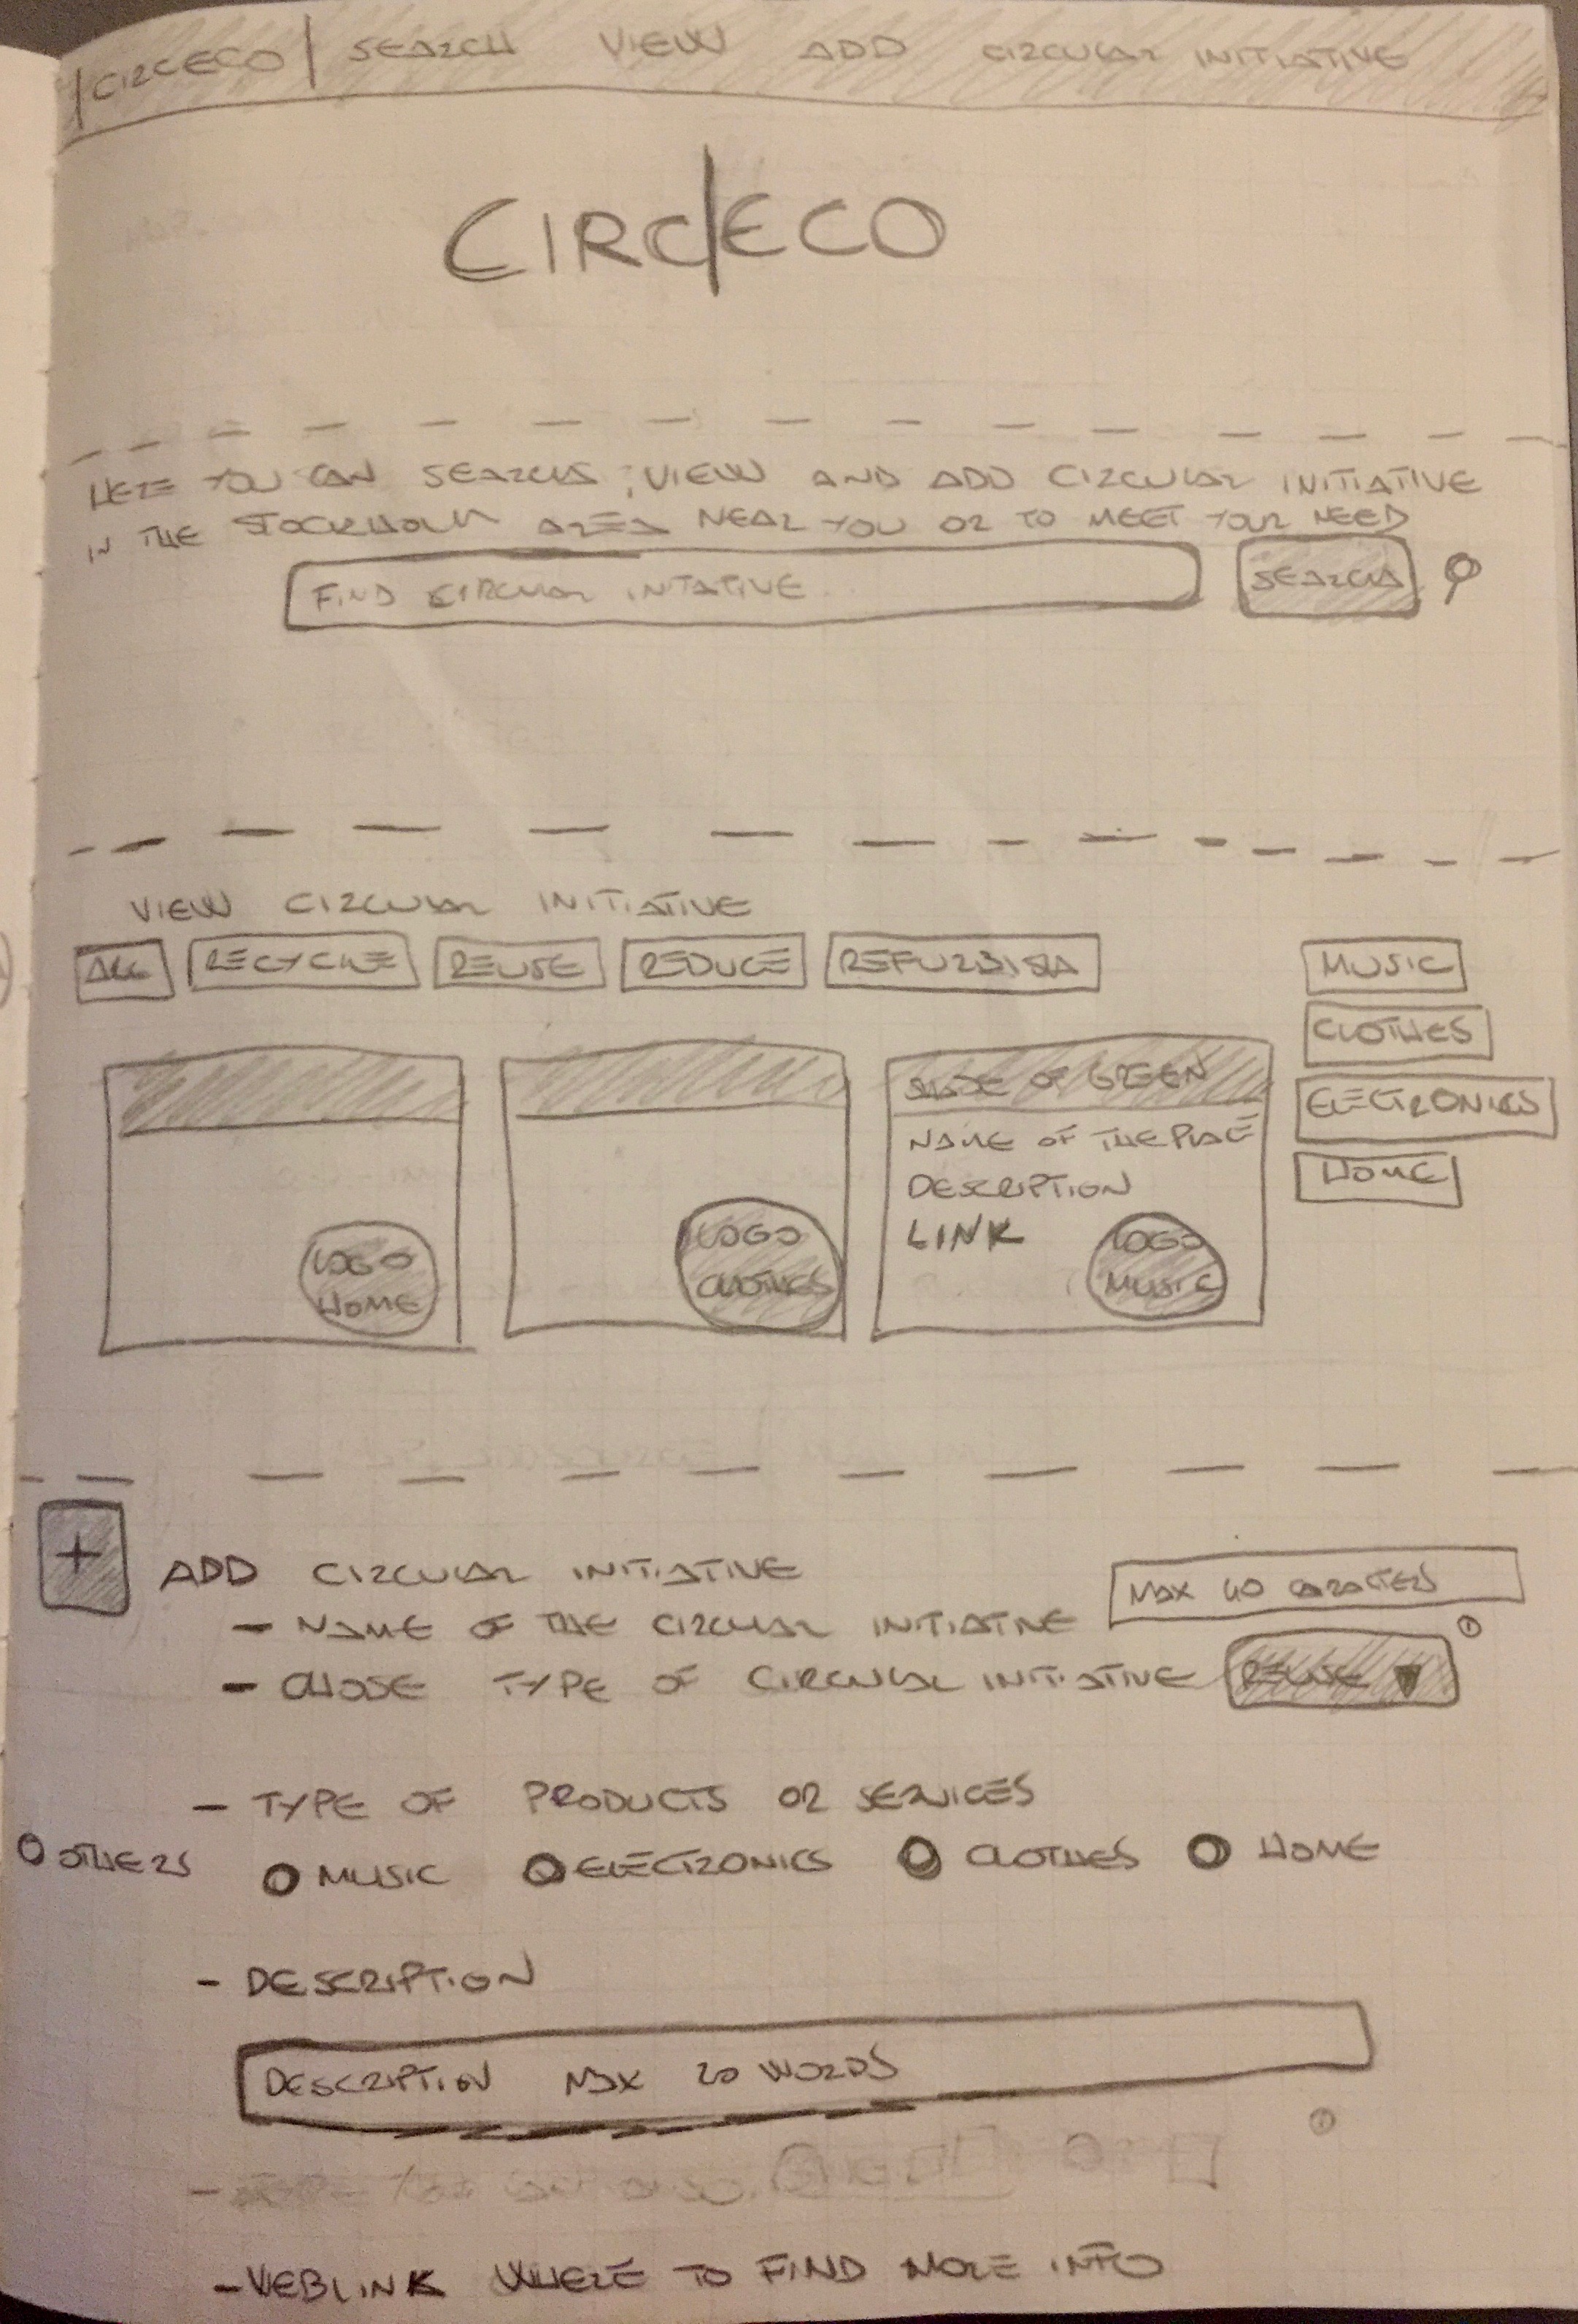 |CIRCECO| SEARCH VIEW ADD CIRCULAR INITIATIVE
CIRC|ECO
HERE YOU CAN SEARCH, VIEW AND ADD CIRCULAR INITIATIVE
IN THE STOCKHOLM AREA NEAR YOU OR TO MEET YOUR NEED
FIND CIRCULAR INTATIVE
SEARCH
VIEW CIRCULAR INITIATIVE
ALL RECYCLE REUSE REDUCE REFURBISH
MUSIC
CLOTHES
ELECTRONICS
HOME
LOGO
HOME
LOGO
CLOTHES
SHADE OF GREEN
NAME OF THE PLACE
DESCRIPTION
LINK
LOGO
MUSIC
+
ADD CIRCULAR INITIATIVE
- NAME OF THE CIRCULAR INITIATIVE
MAX 40 CARACTERS
- CHOSE TYPE OF CIRCULAR INITIATIVE REUSE
- TYPE OF PRODUCTS OR SERVICES
OTHERS MUSIC ELECTRONICS CLOTHES HOME
- DESCRIPTION
DESCRIPTION MAX 20 WORDS
- WEBLINK WHERE TO FIND MORE INFO